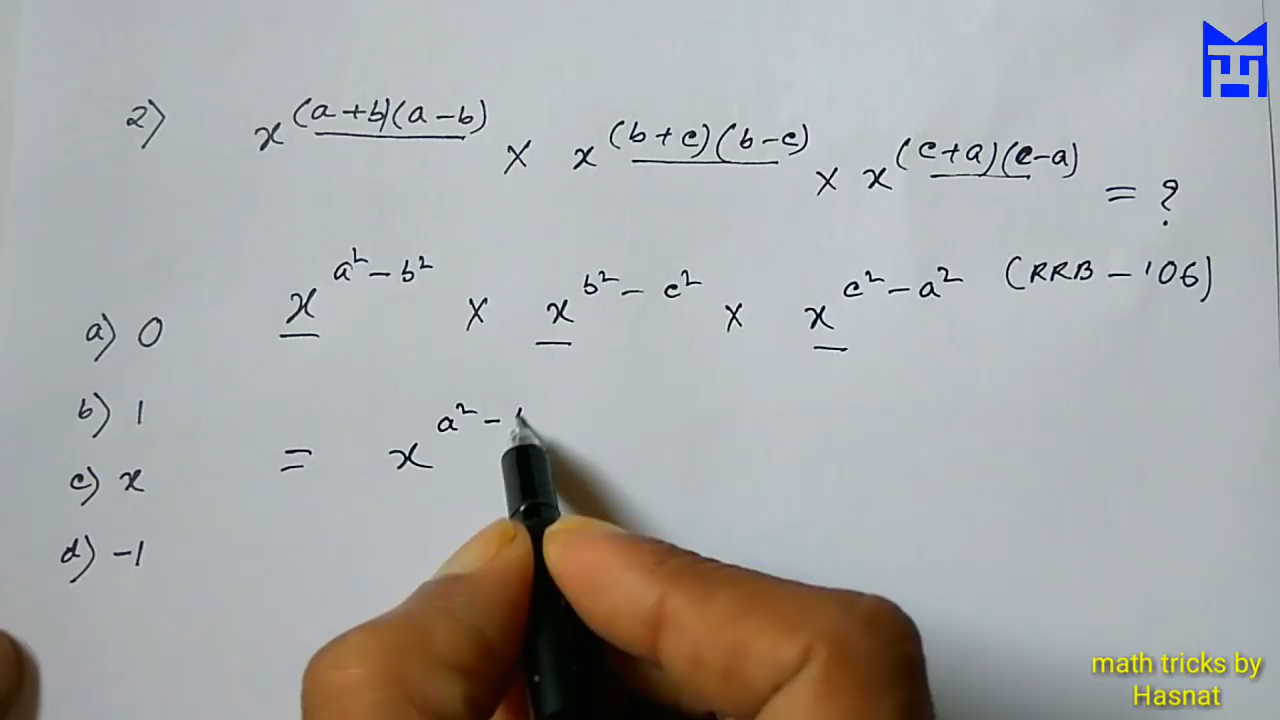 2) x^(a+b)(a-b) × x^(b+c)(b-c) × x^(c+a)(c-a) = ?
x^a²-b² × x^b²-c² × x^c²-a² (RRB - '06)
a) 0
b) 1
= x^a² -
c) x
d) -1
math tricks by
Hasnat